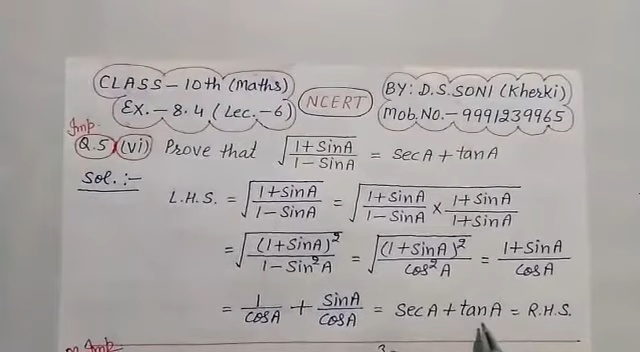 CLASS – 10th (Maths)
EX. – 8.4 (Lec. – 6)
NCERT
BY: D.S. SONI (Kherki)
Mob. No. – 9991239965
Imp.
Q.5 (vi) Prove that √((1+SinA)/(1−SinA)) = secA + tanA
Sol. :–
L.H.S. = √((1+SinA)/(1−SinA)) = √((1+SinA)/(1−SinA) × (1+SinA)/(1+SinA))
= √((1+SinA)²/(1−Sin²A)) = √((1+SinA)²/cos²A) = (1+SinA)/cosA
= 1/cosA + SinA/cosA = secA + tanA = R.H.S.
Imp